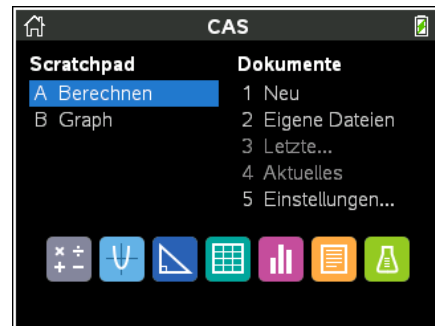 CAS
Scratchpad
A Berechnen
B Graph
Dokumente
1 Neu
2 Eigene Dateien
3 Letzte...
4 Aktuelles
5 Einstellungen...